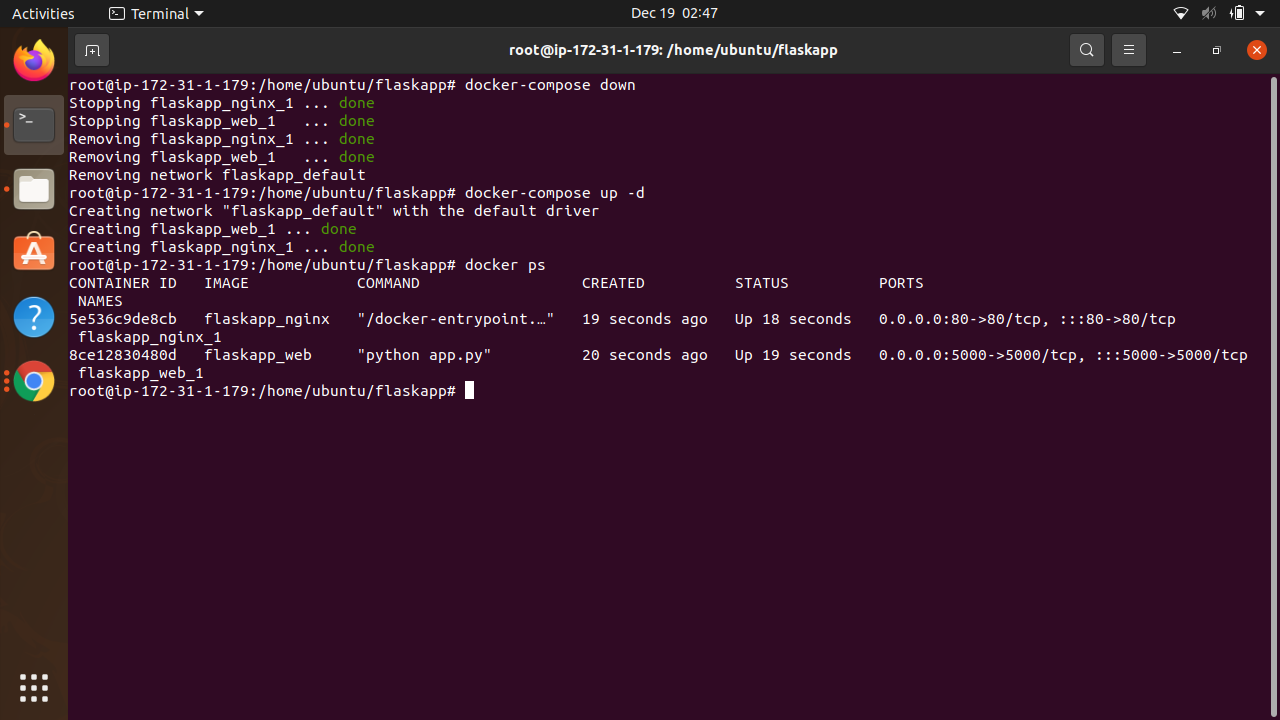 Activities Terminal Dec 19 02:47
root@ip-172-31-1-179: /home/ubuntu/flaskapp
root@ip-172-31-1-179:/home/ubuntu/flaskapp# docker-compose down
Stopping flaskapp_nginx_1 ... done
Stopping flaskapp_web_1   ... done
Removing flaskapp_nginx_1 ... done
Removing flaskapp_web_1   ... done
Removing network flaskapp_default
root@ip-172-31-1-179:/home/ubuntu/flaskapp# docker-compose up -d
Creating network "flaskapp_default" with the default driver
Creating flaskapp_web_1 ... done
Creating flaskapp_nginx_1 ... done
root@ip-172-31-1-179:/home/ubuntu/flaskapp# docker ps
CONTAINER ID   IMAGE            COMMAND                  CREATED          STATUS          PORTS
 NAMES
5e536c9de8cb   flaskapp_nginx   "/docker-entrypoint.…"   19 seconds ago   Up 18 seconds   0.0.0.0:80->80/tcp, :::80->80/tcp
 flaskapp_nginx_1
8ce12830480d   flaskapp_web     "python app.py"          20 seconds ago   Up 19 seconds   0.0.0.0:5000->5000/tcp, :::5000->5000/tcp
 flaskapp_web_1
root@ip-172-31-1-179:/home/ubuntu/flaskapp#